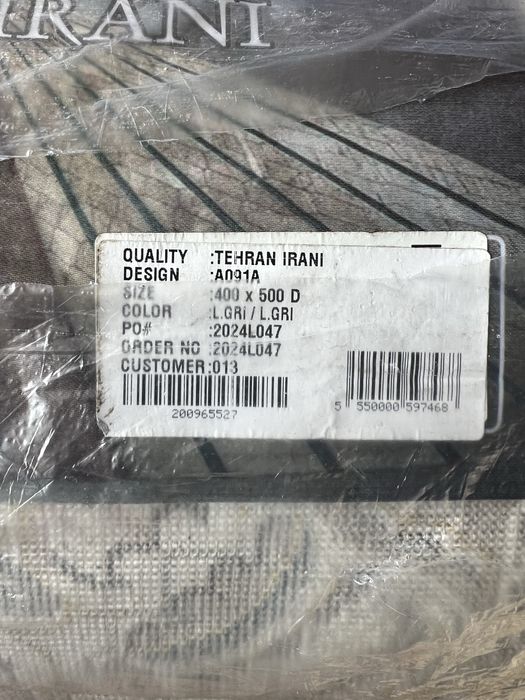 IRANI
QUALITY :TEHRAN IRANI
DESIGN :A091A
SIZE :400 x 500 D
COLOR :L.GRI / L.GRI
PO# :2024L047
ORDER NO :2024L047
CUSTOMER:013
200965527
5 550000 597468